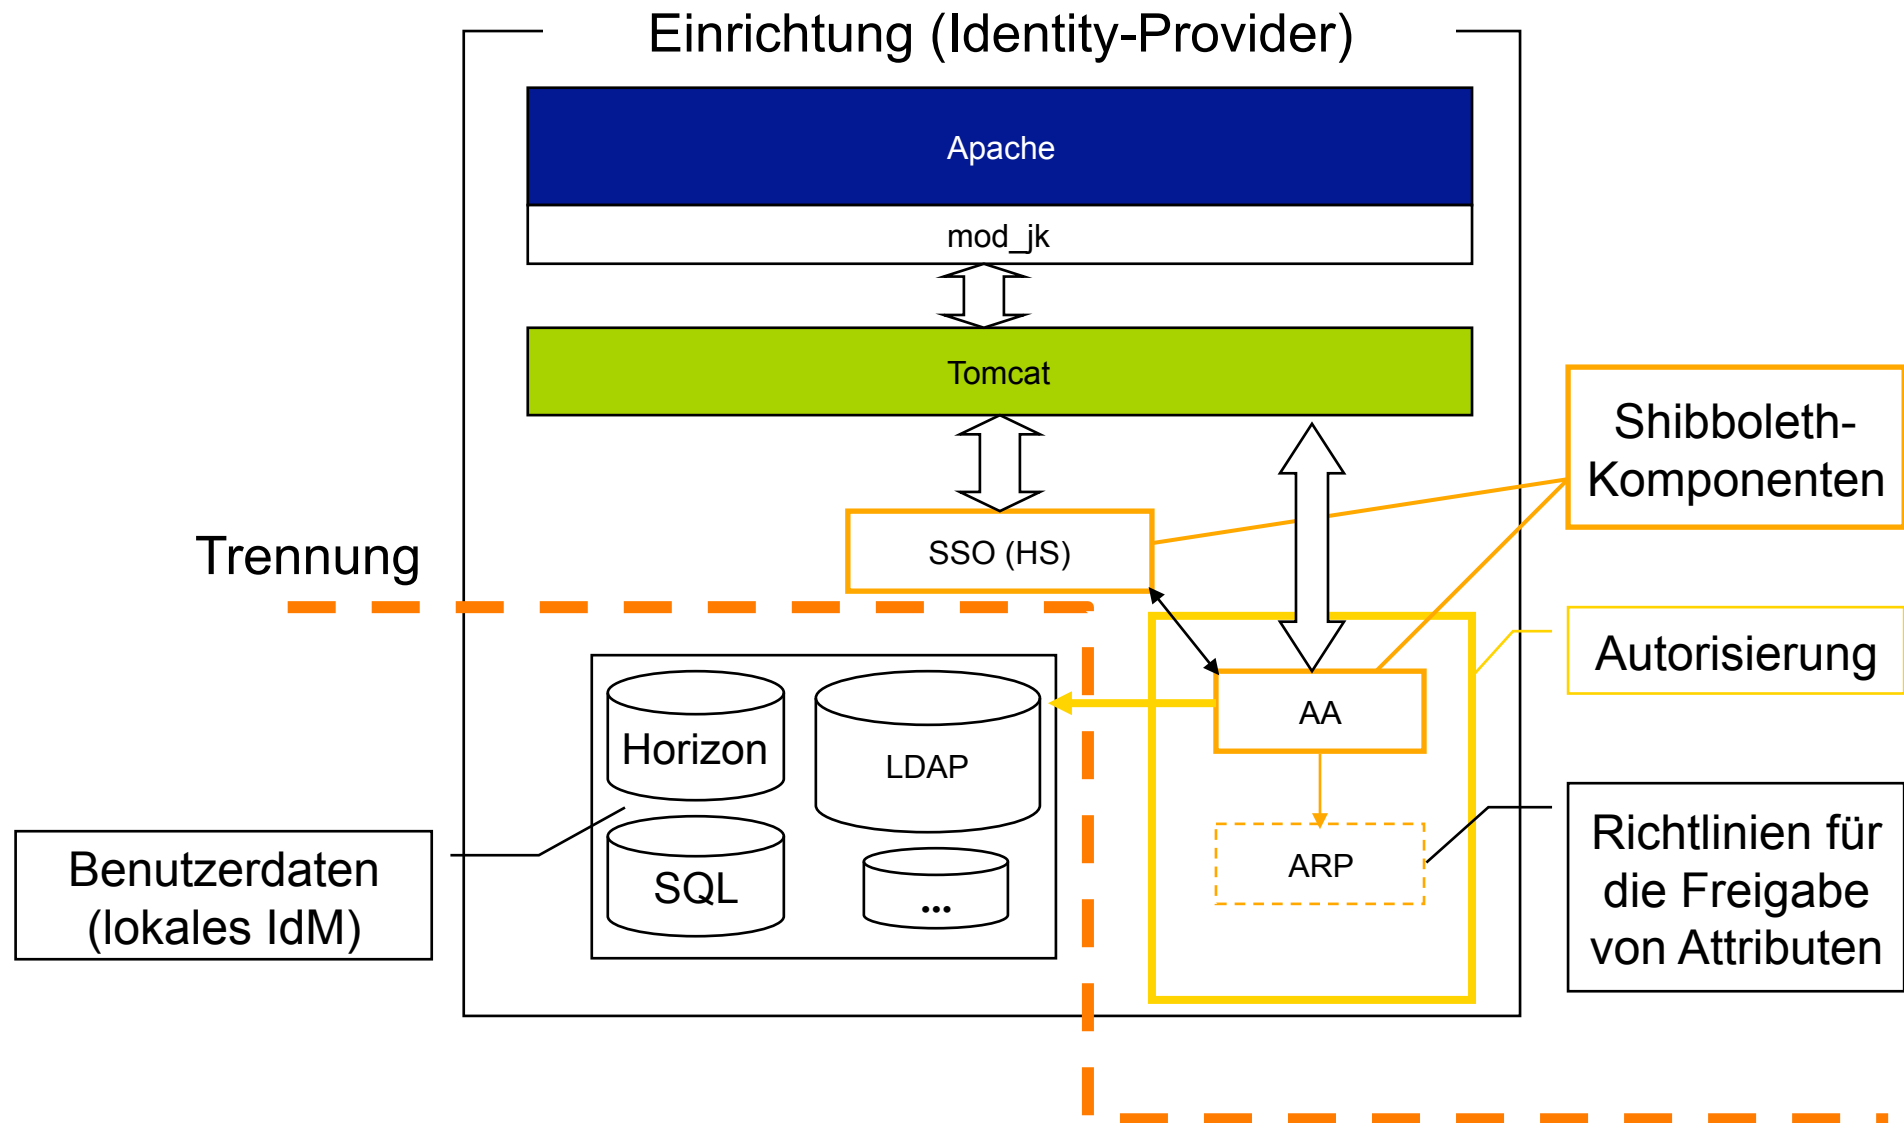 Einrichtung (Identity-Provider)
Apache
mod_jk
Tomcat
Shibboleth-
Komponenten
SSO (HS)
Trennung
Autorisierung
AA
Horizon
LDAP
SQL
...
ARP
Richtlinien für
die Freigabe
von Attributen
Benutzerdaten
(lokales IdM)